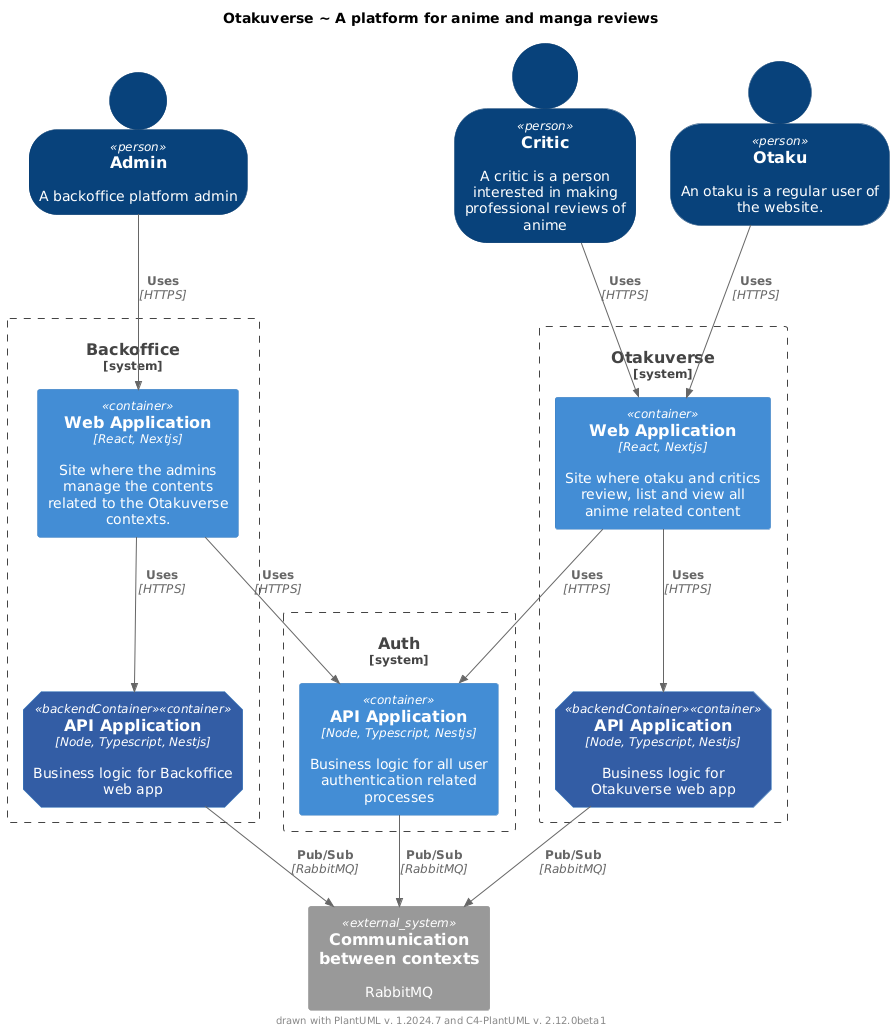 Otakuverse ~ A platform for anime and manga reviews
«person»
Admin
A backoffice platform admin
«person»
Critic
A critic is a person
interested in making
professional reviews of
anime
«person»
Otaku
An otaku is a regular user of
the website.
Uses
[HTTPS]
Uses
[HTTPS]
Uses
[HTTPS]
Backoffice
[system]
«container»
Web Application
[React, Nextjs]
Site where the admins
manage the contents
related to the Otakuverse
contexts.
Otakuverse
[system]
«container»
Web Application
[React, Nextjs]
Site where otaku and critics
review, list and view all
anime related content
Uses
[HTTPS]
Uses
[HTTPS]
Uses
[HTTPS]
Uses
[HTTPS]
«backendContainer»«container»
API Application
[Node, Typescript, Nestjs]
Business logic for Backoffice
web app
Auth
[system]
«container»
API Application
[Node, Typescript, Nestjs]
Business logic for all user
authentication related
processes
«backendContainer»«container»
API Application
[Node, Typescript, Nestjs]
Business logic for
Otakuverse web app
Pub/Sub
[RabbitMQ]
Pub/Sub
[RabbitMQ]
Pub/Sub
[RabbitMQ]
«external_system»
Communication
between contexts
RabbitMQ
drawn with PlantUML v. 1.2024.7 and C4-PlantUML v. 2.12.0beta1